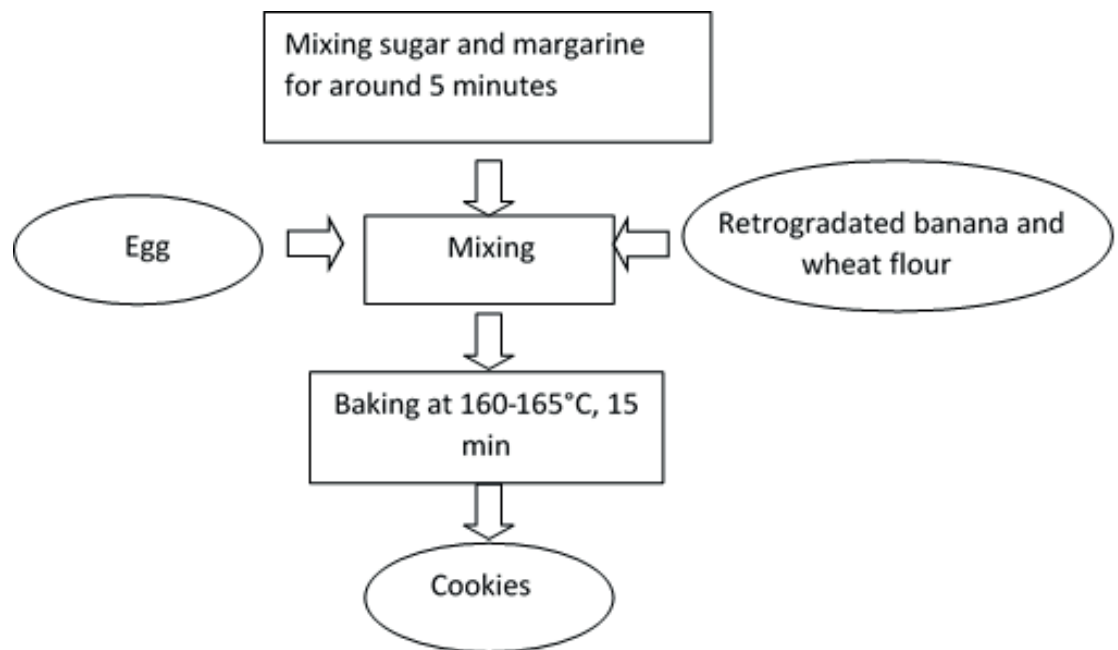 Mixing sugar and margarine
for around 5 minutes
Egg
Mixing
Retrogradated banana and
wheat flour
Baking at 160-165°C, 15
min
Cookies